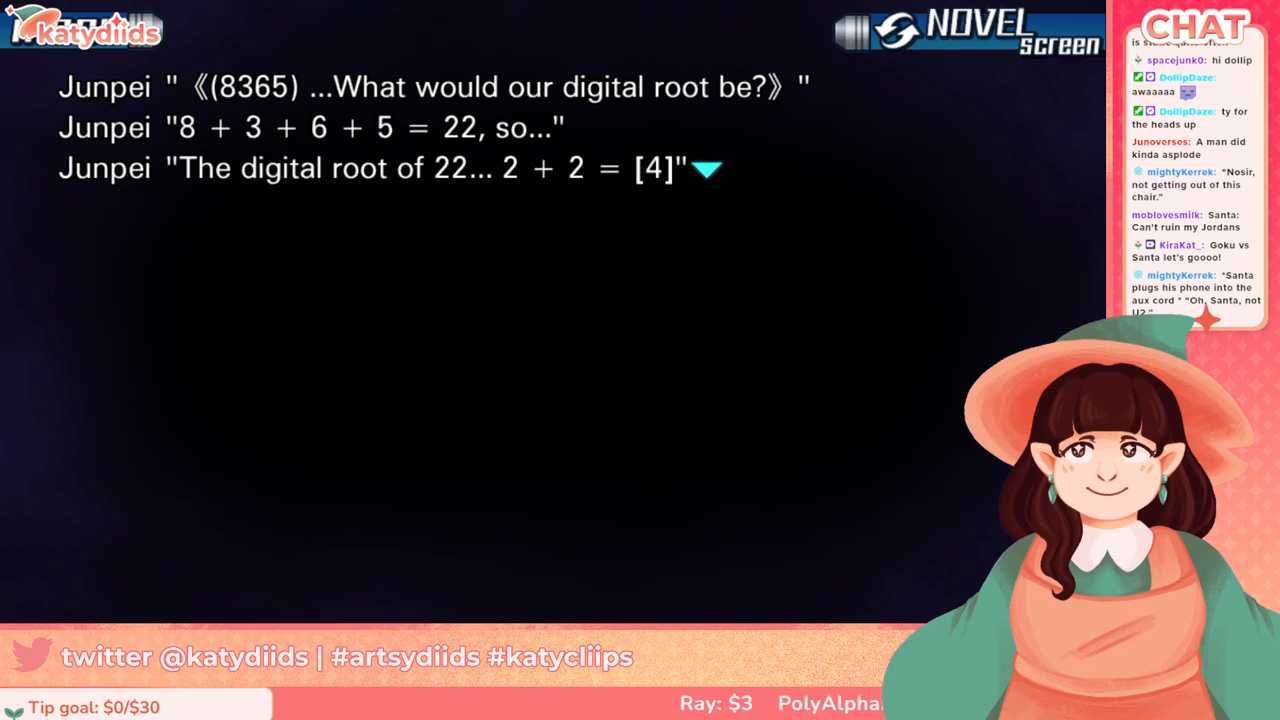 katydiids
NOVEL
screen
Junpei "《(8365) ...What would our digital root be?》"
Junpei "8 + 3 + 6 + 5 = 22, so..."
Junpei "The digital root of 22... 2 + 2 = [4]"
CHAT
spacejunk0: hi dollip
DollipDaze:
awaaaaa
DollipDaze: ty for
the heads up
Junoverses: A man did
kinda asplode
mightyKerrek: “Nosir,
not getting out of this
chair.”
moblovesmilk: Santa:
Can't ruin my Jordans
KiraKat_: Goku vs
Santa let's goooo!
mightyKerrek: *Santa
plugs his phone into the
aux cord * “Oh, Santa, not
U2.”
twitter @katydiids | #artsydiids #katycliips
Tip goal: $0/$30
Ray: $3 PolyAlpha